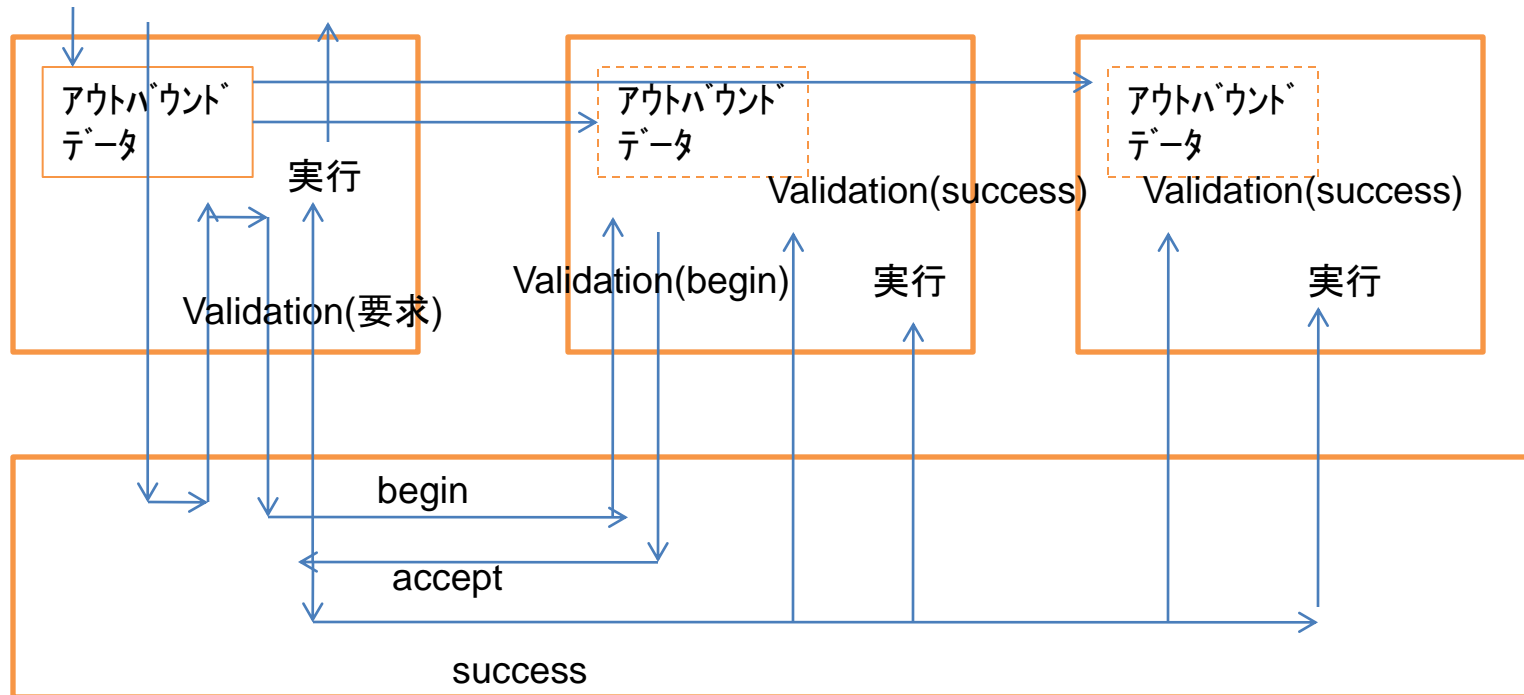 ｱｳﾄﾊﾞｳﾝﾄﾞ
ﾃﾞｰﾀ
実行
Validation(要求)
ｱｳﾄﾊﾞｳﾝﾄﾞ
ﾃﾞｰﾀ
Validation(success)
Validation(begin)
実行
ｱｳﾄﾊﾞｳﾝﾄﾞ
ﾃﾞｰﾀ
Validation(success)
実行
begin
accept
success